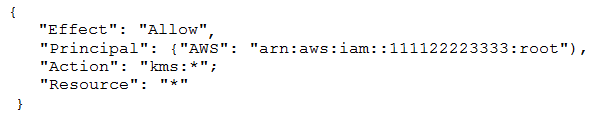 {
"Effect": "Allow",
"Principal": {"AWS": "arn:aws:iam::111122223333:root"),
"Action": "kms:*";
"Resource": "*"
}